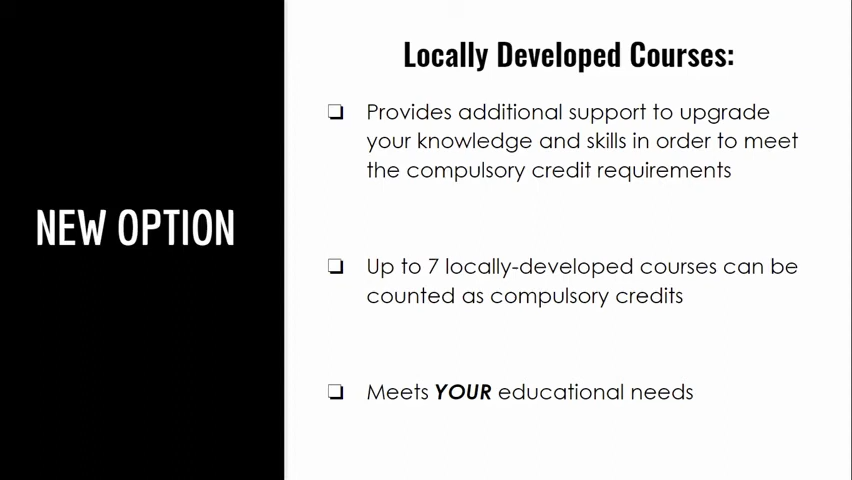 NEW OPTION
Locally Developed Courses:
❏ Provides additional support to upgrade
your knowledge and skills in order to meet
the compulsory credit requirements
❏ Up to 7 locally-developed courses can be
counted as compulsory credits
❏ Meets YOUR educational needs